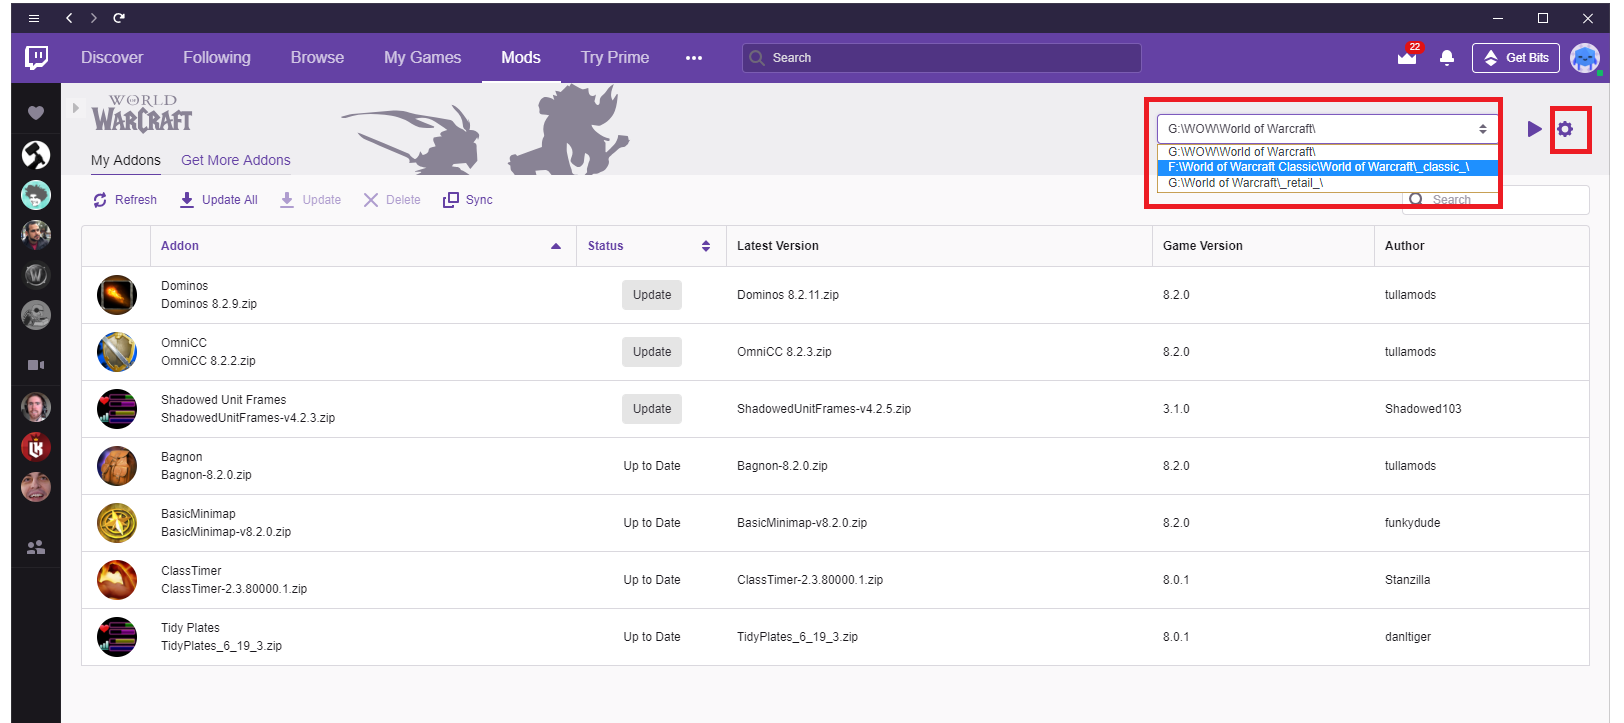 Discover Following Browse My Games Mods Try Prime ••• Search 22 Get Bits
WORLD
OF
WARCRAFT
G:\WOW\World of Warcraft\
G:\WOW\World of Warcraft\
F:\World of Warcraft Classic\World of Warcraft\_classic_\
G:\World of Warcraft\_retail_\
My Addons Get More Addons
Refresh Update All Update Delete Sync Search
Addon Status Latest Version Game Version Author
Dominos
Dominos 8.2.9.zip Update Dominos 8.2.11.zip 8.2.0 tullamods
OmniCC
OmniCC 8.2.2.zip Update OmniCC 8.2.3.zip 8.2.0 tullamods
Shadowed Unit Frames
ShadowedUnitFrames-v4.2.3.zip Update ShadowedUnitFrames-v4.2.5.zip 3.1.0 Shadowed103
Bagnon
Bagnon-8.2.0.zip Up to Date Bagnon-8.2.0.zip 8.2.0 tullamods
BasicMinimap
BasicMinimap-v8.2.0.zip Up to Date BasicMinimap-v8.2.0.zip 8.2.0 funkydude
ClassTimer
ClassTimer-2.3.80000.1.zip Up to Date ClassTimer-2.3.80000.1.zip 8.0.1 Stanzilla
Tidy Plates
TidyPlates_6_19_3.zip Up to Date TidyPlates_6_19_3.zip 8.0.1 danltiger